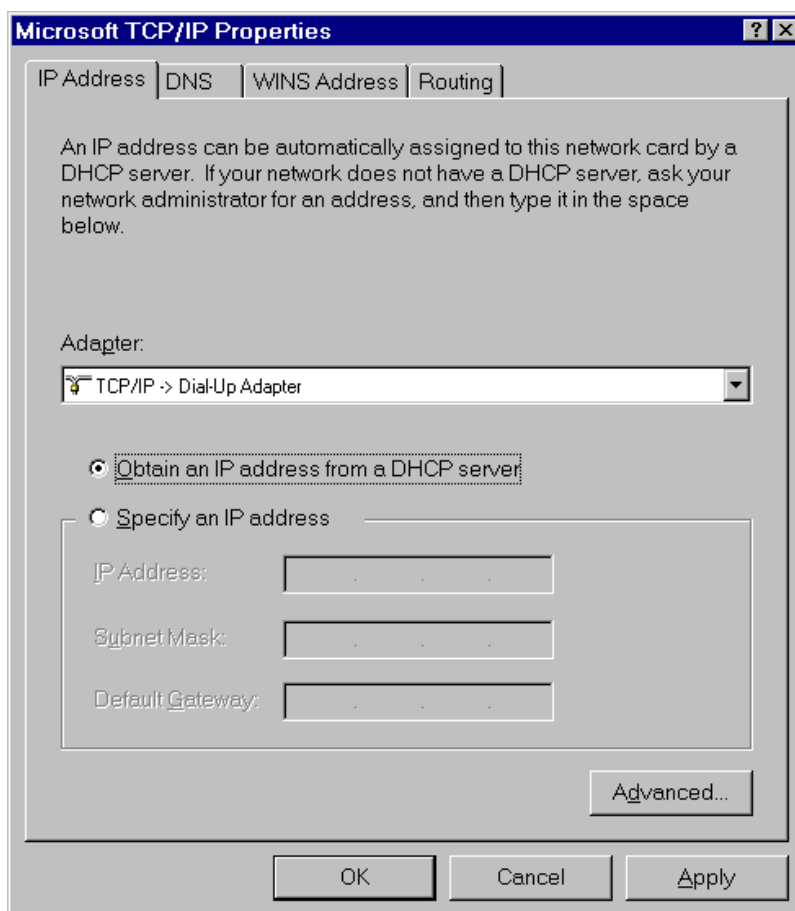 Microsoft TCP/IP Properties
IP Address DNS WINS Address Routing
An IP address can be automatically assigned to this network card by a
DHCP server. If your network does not have a DHCP server, ask your
network administrator for an address, and then type it in the space
below.
Adapter:
TCP/IP -> Dial-Up Adapter
Obtain an IP address from a DHCP server
Specify an IP address
IP Address:
Subnet Mask:
Default Gateway:
Advanced...
OK Cancel Apply